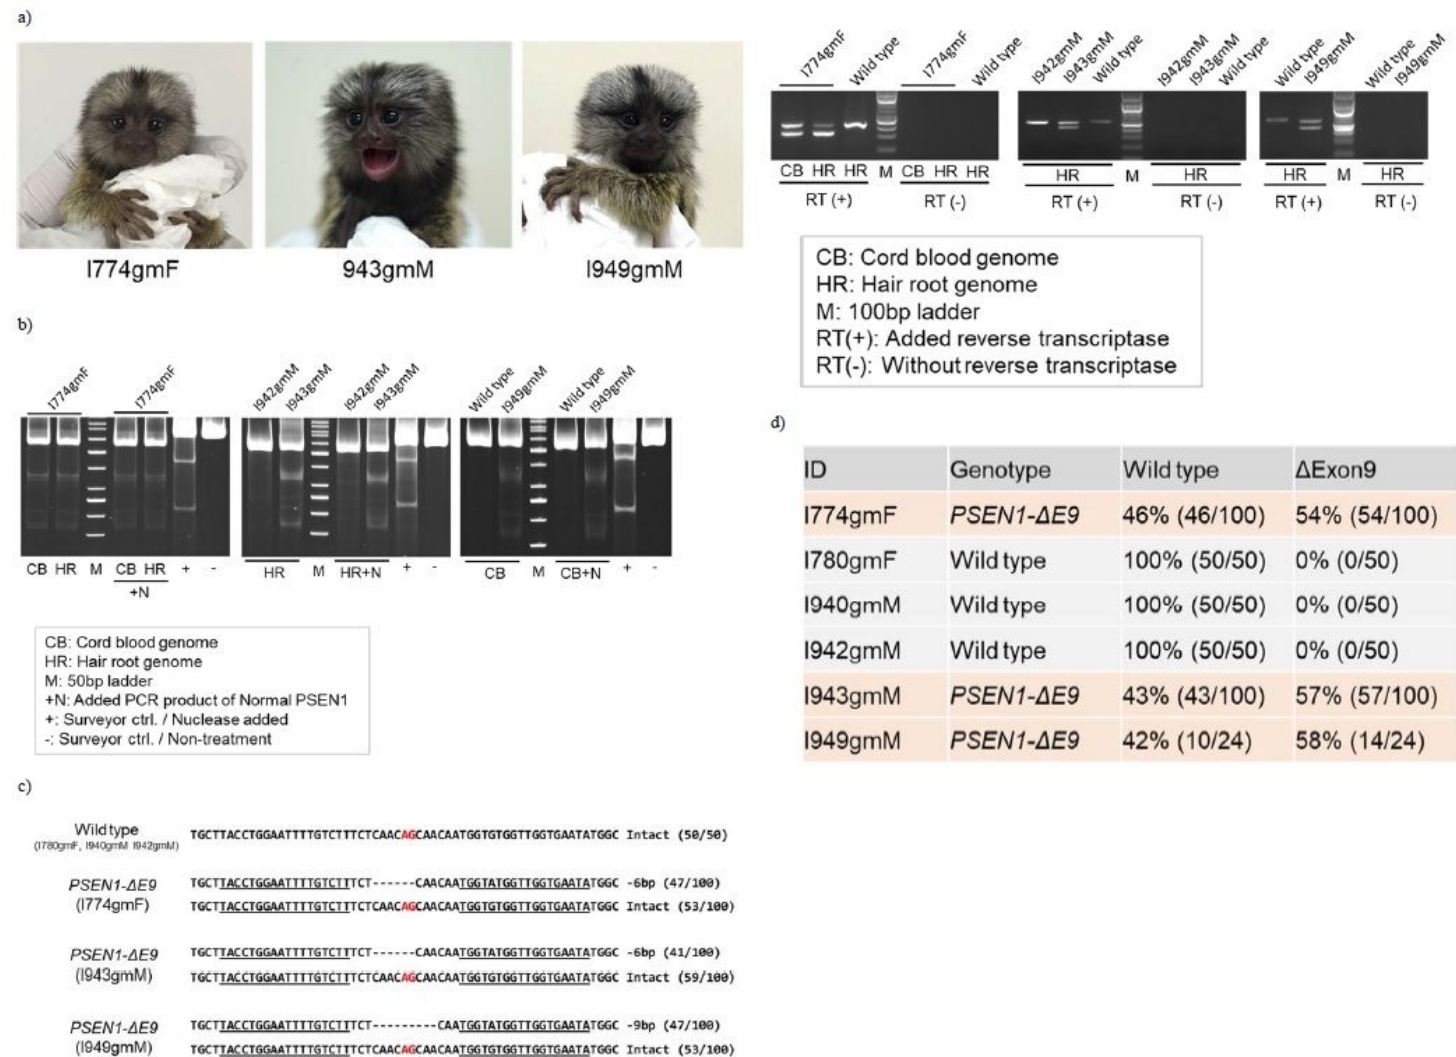 a)
I774gmF 943gmM I949gmM
b)
I774gmF I774gmF I942gmM I943gmM I942gmM I943gmM Wild type I949gmM Wild type I949gmM
CB HR M CB HR + - HR M HR+N + - CB M CB+N + -
+N
CB: Cord blood genome
HR: Hair root genome
M: 50bp ladder
+N: Added PCR product of Normal PSEN1
+: Surveyor ctrl. / Nuclease added
-: Surveyor ctrl. / Non-treatment
c)
Wild type TGCTTACCTGGAATTTTGTCTTTCTCAACAGCAACAATGGTGTGGTTGGTGAATATGGC Intact (50/50)
(I780gmF, I940gmM I942gmM)
PSEN1-ΔE9 TGCTTACCTGGAATTTTGTCTTTCT------CAACAATGGTATGGTTGGTGAATATGGC -6bp (47/100)
(I774gmF) TGCTTACCTGGAATTTTGTCTTTCTCAACAGCAACAATGGTGTGGTTGGTGAATATGGC Intact (53/100)
PSEN1-ΔE9 TGCTTACCTGGAATTTTGTCTTTCT------CAACAATGGTATGGTTGGTGAATATGGC -6bp (41/100)
(I943gmM) TGCTTACCTGGAATTTTGTCTTTCTCAACAGCAACAATGGTGTGGTTGGTGAATATGGC Intact (59/100)
PSEN1-ΔE9 TGCTTACCTGGAATTTTGTCTTTCT---------CAATGGTATGGTTGGTGAATATGGC -9bp (47/100)
(I949gmM) TGCTTACCTGGAATTTTGTCTTTCTCAACAGCAACAATGGTGTGGTTGGTGAATATGGC Intact (53/100)
I774gmF Wild type I774gmF Wild type I942gmM I943gmM Wild type I942gmM I943gmM Wild type Wild type I949gmM Wild type I949gmM
CB HR HR M CB HR HR HR M HR HR M HR
RT (+) RT (-) RT (+) RT (-) RT (+) RT (-)
CB: Cord blood genome
HR: Hair root genome
M: 100bp ladder
RT(+): Added reverse transcriptase
RT(-): Without reverse transcriptase
d)
ID Genotype Wild type ΔExon9
I774gmF PSEN1-ΔE9 46% (46/100) 54% (54/100)
I780gmF Wild type 100% (50/50) 0% (0/50)
I940gmM Wild type 100% (50/50) 0% (0/50)
I942gmM Wild type 100% (50/50) 0% (0/50)
I943gmM PSEN1-ΔE9 43% (43/100) 57% (57/100)
I949gmM PSEN1-ΔE9 42% (10/24) 58% (14/24)